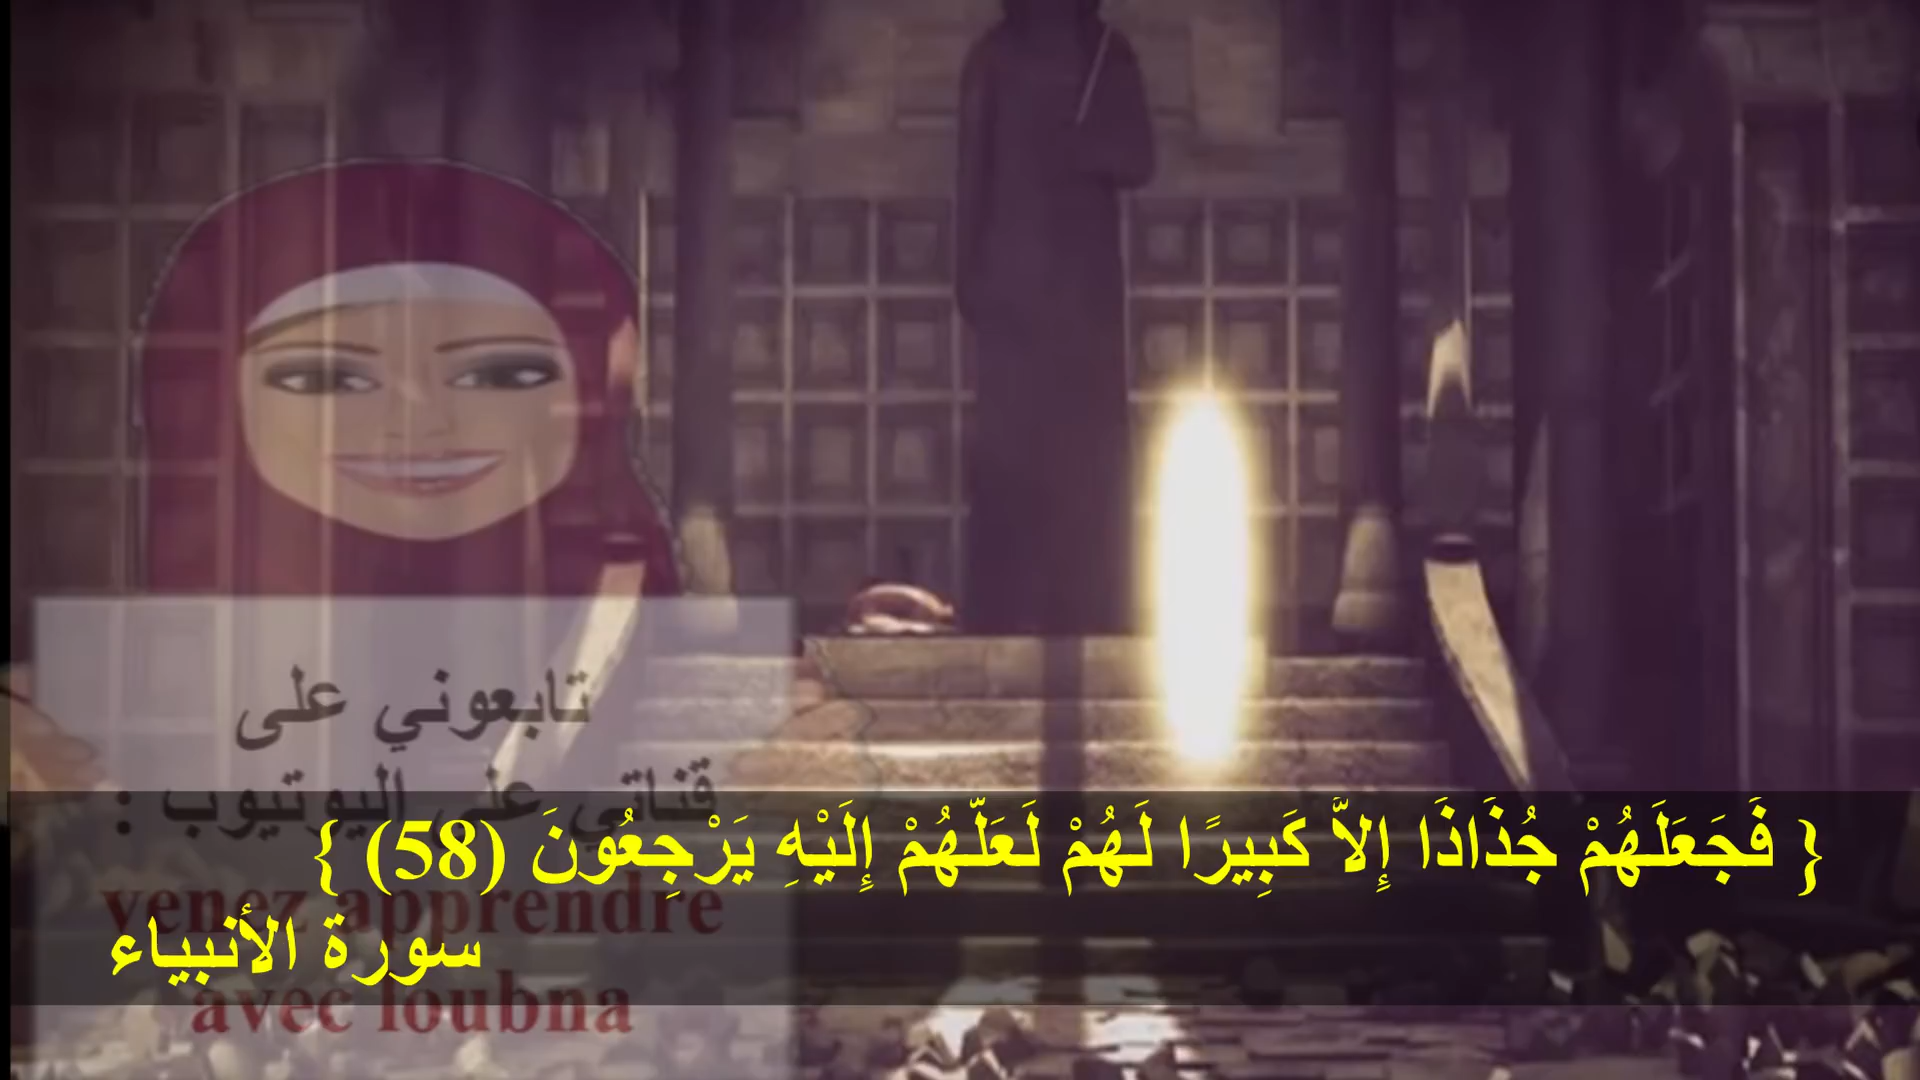 تابعوني على
قناتي على اليوتيوب :
{ فَجَعَلَهُمْ جُذَاذًا إِلاَّ كَبِيرًا لَهُمْ لَعَلَّهُمْ إِلَيْهِ يَرْجِعُونَ (58) }
سورة الأنبياء
venez apprendre
avec loubna